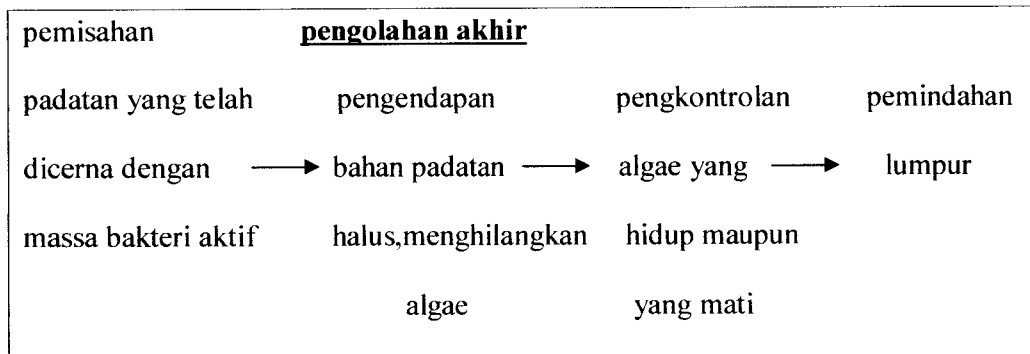 pemisahan pengolahan akhir
padatan yang telah pengendapan pengkontrolan pemindahan
dicerna dengan → bahan padatan → algae yang → lumpur
massa bakteri aktif halus,menghilangkan hidup maupun
algae yang mati